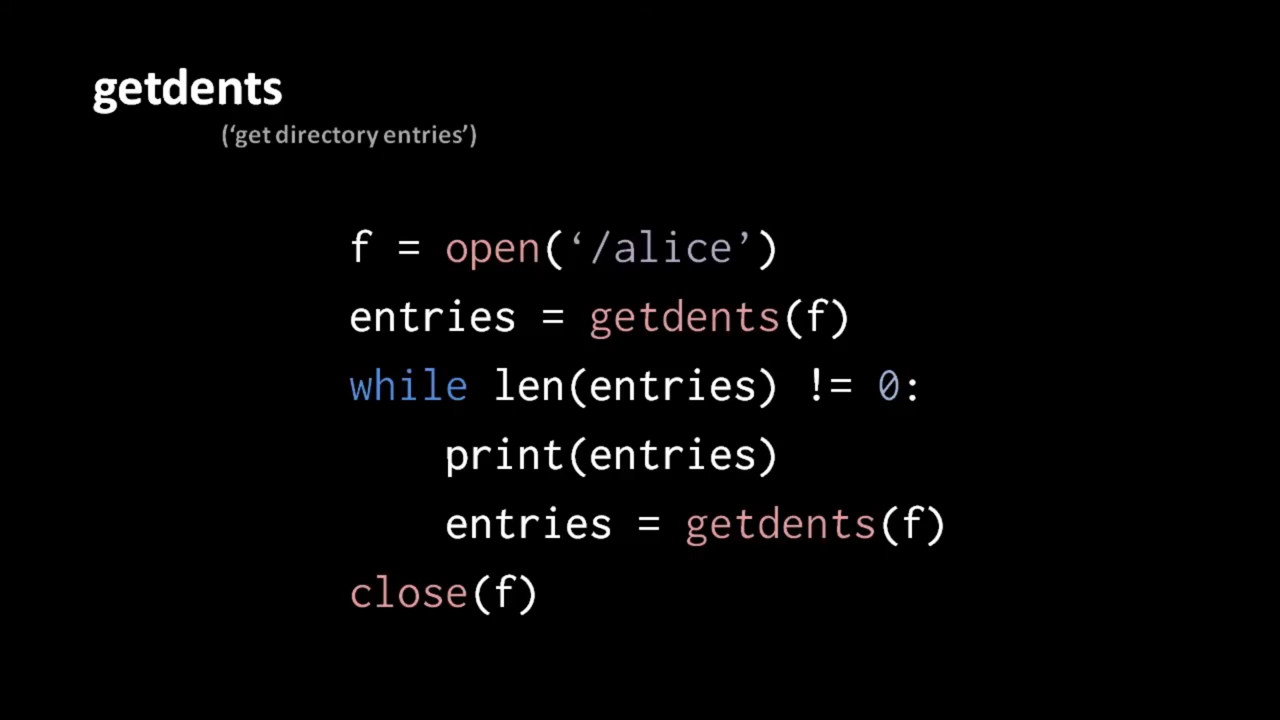 getdents
(‘get directory entries’)
f = open(‘/alice’)
entries = getdents(f)
while len(entries) != 0:
    print(entries)
    entries = getdents(f)
close(f)